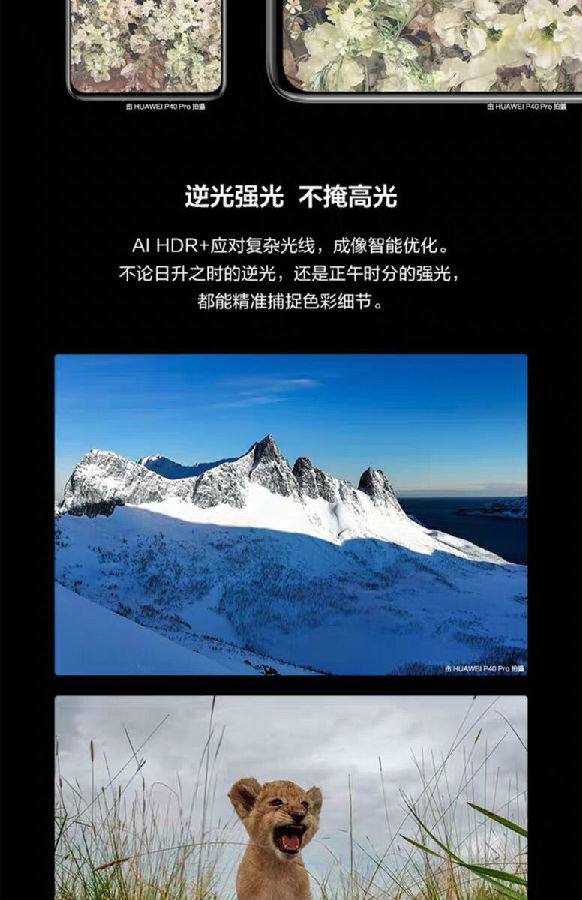 由 HUAWEI P40 Pro 拍摄
由 HUAWEI P40 Pro 拍摄
逆光强光 不掩高光
AI HDR+应对复杂光线，成像智能优化。
不论日升之时的逆光，还是正午时分的强光，
都能精准捕捉色彩细节。
由 HUAWEI P40 Pro 拍摄